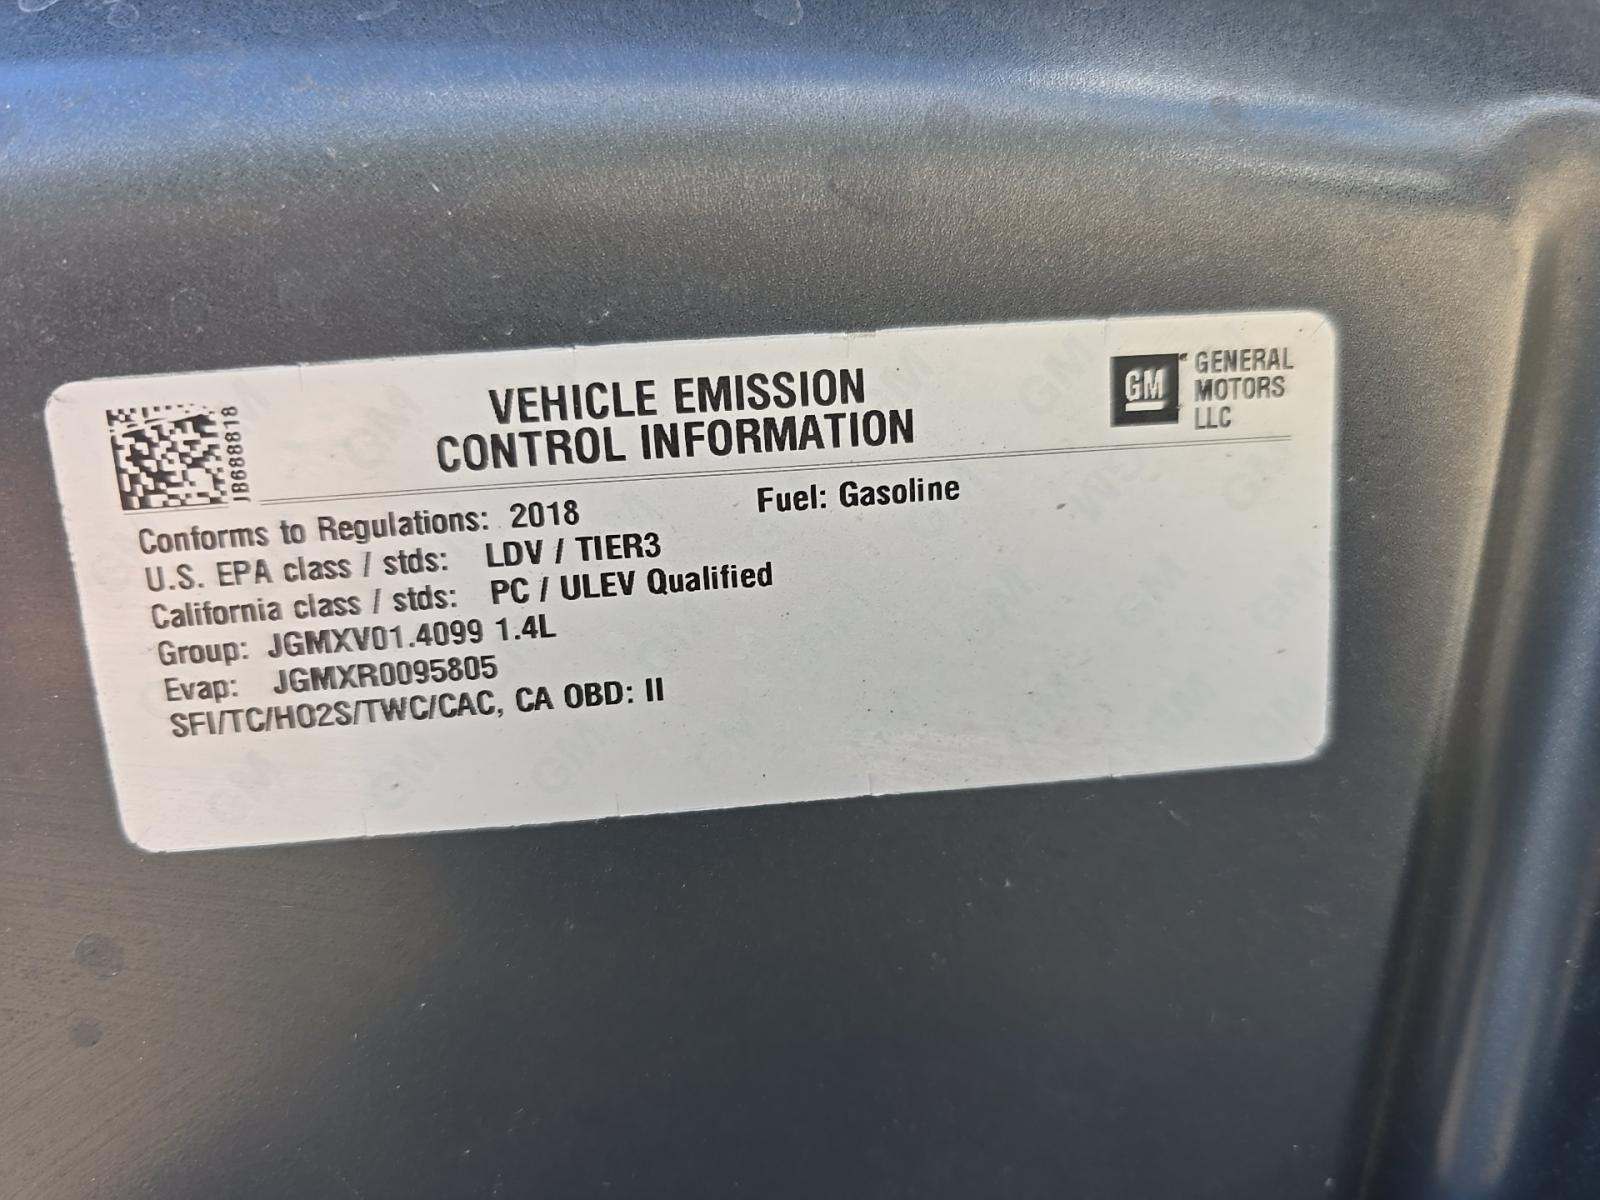 JB688818
VEHICLE EMISSION
CONTROL INFORMATION
GM
GENERAL
MOTORS
LLC
Conforms to Regulations: 2018 Fuel: Gasoline
U.S. EPA class / stds: LDV / TIER3
California class / stds: PC / ULEV Qualified
Group: JGMXV01.4099 1.4L
Evap: JGMXR0095805
SFI/TC/HO2S/TWC/CAC, CA OBD: II